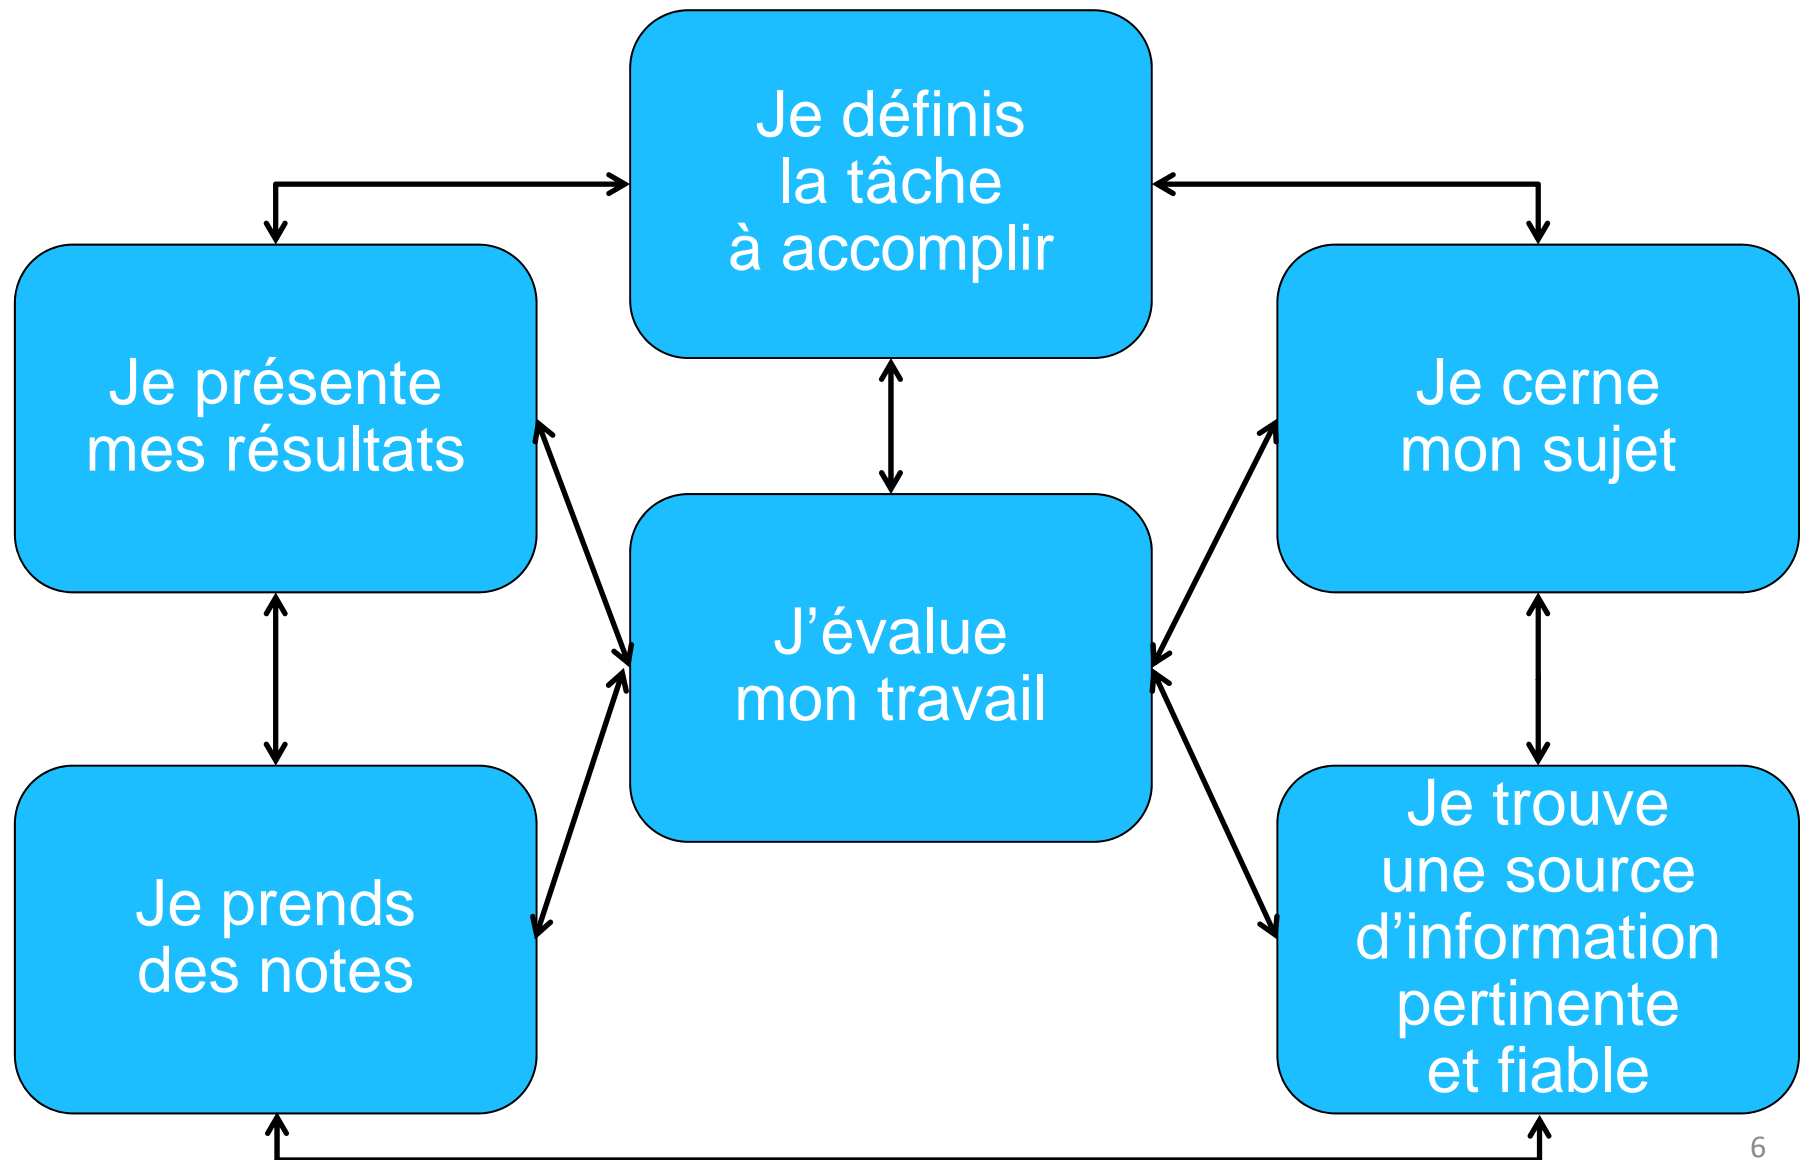 Je définis
la tâche
à accomplir
Je présente
mes résultats
Je cerne
mon sujet
J’évalue
mon travail
Je prends
des notes
Je trouve
une source
d’information
pertinente
et fiable
6